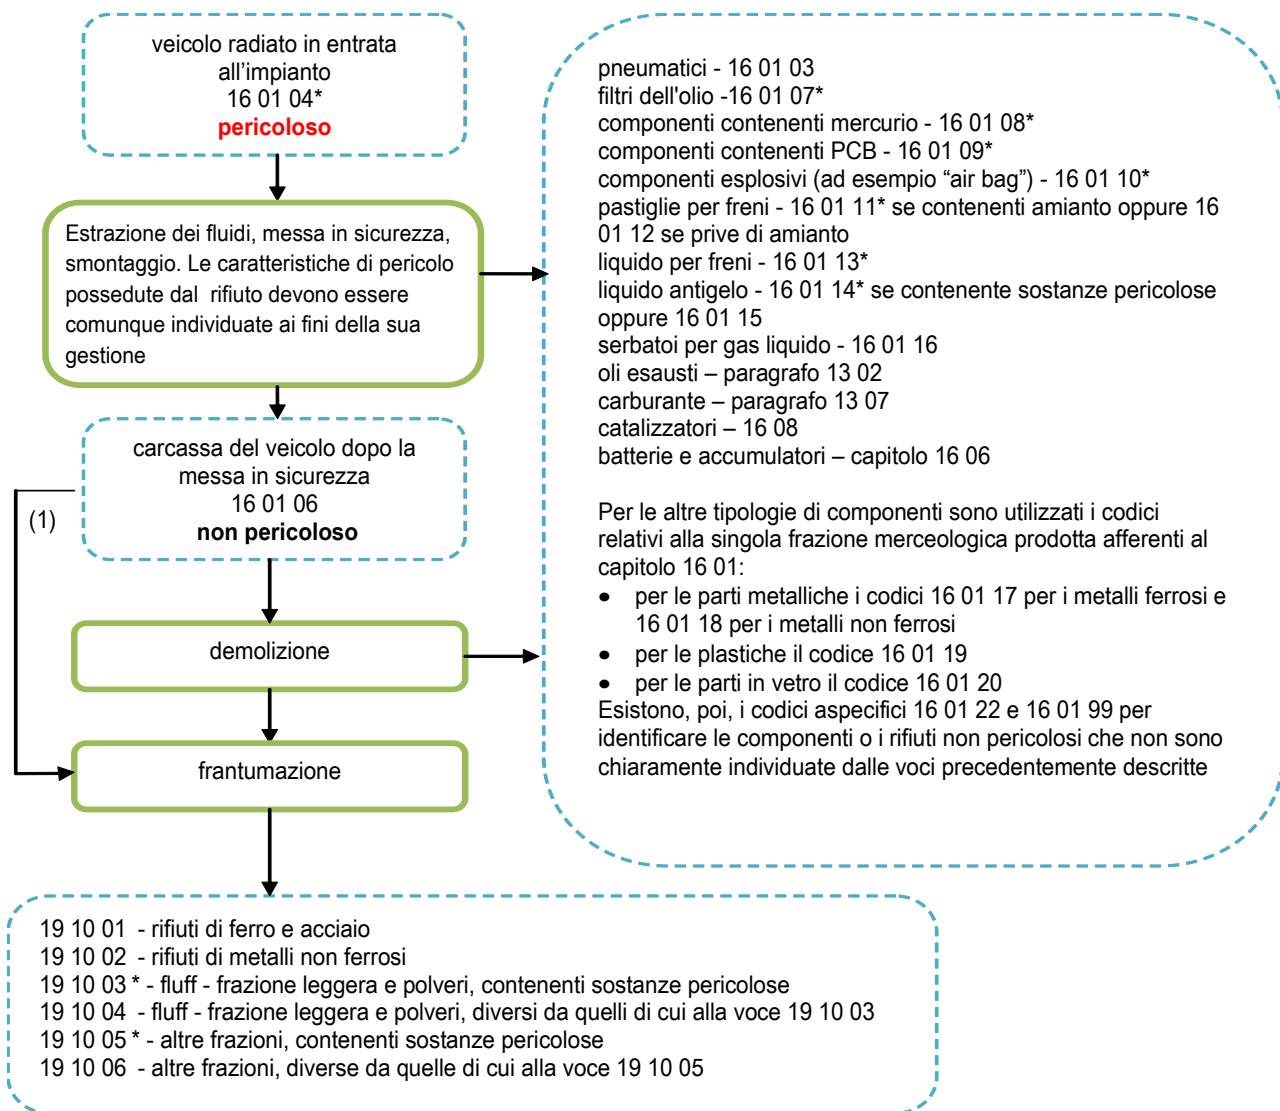 veicolo radiato in entrata
all'impianto
16 01 04*
pericoloso
Estrazione dei fluidi, messa in sicurezza,
smontaggio. Le caratteristiche di pericolo
possedute dal rifiuto devono essere
comunque individuate ai fini della sua
gestione
carcassa del veicolo dopo la
messa in sicurezza
16 01 06
non pericoloso
(1)
demolizione
frantumazione
pneumatici - 16 01 03
filtri dell'olio -16 01 07*
componenti contenenti mercurio - 16 01 08*
componenti contenenti PCB - 16 01 09*
componenti esplosivi (ad esempio “air bag”) - 16 01 10*
pastiglie per freni - 16 01 11* se contenenti amianto oppure 16
01 12 se prive di amianto
liquido per freni - 16 01 13*
liquido antigelo - 16 01 14* se contenente sostanze pericolose
oppure 16 01 15
serbatoi per gas liquido - 16 01 16
oli esausti – paragrafo 13 02
carburante – paragrafo 13 07
catalizzatori – 16 08
batterie e accumulatori – capitolo 16 06
Per le altre tipologie di componenti sono utilizzati i codici
relativi alla singola frazione merceologica prodotta afferenti al
capitolo 16 01:
• per le parti metalliche i codici 16 01 17 per i metalli ferrosi e
16 01 18 per i metalli non ferrosi
• per le plastiche il codice 16 01 19
• per le parti in vetro il codice 16 01 20
Esistono, poi, i codici aspecifici 16 01 22 e 16 01 99 per
identificare le componenti o i rifiuti non pericolosi che non sono
chiaramente individuate dalle voci precedentemente descritte
19 10 01 - rifiuti di ferro e acciaio
19 10 02 - rifiuti di metalli non ferrosi
19 10 03 * - fluff - frazione leggera e polveri, contenenti sostanze pericolose
19 10 04 - fluff - frazione leggera e polveri, diversi da quelli di cui alla voce 19 10 03
19 10 05 * - altre frazioni, contenenti sostanze pericolose
19 10 06 - altre frazioni, diverse da quelle di cui alla voce 19 10 05